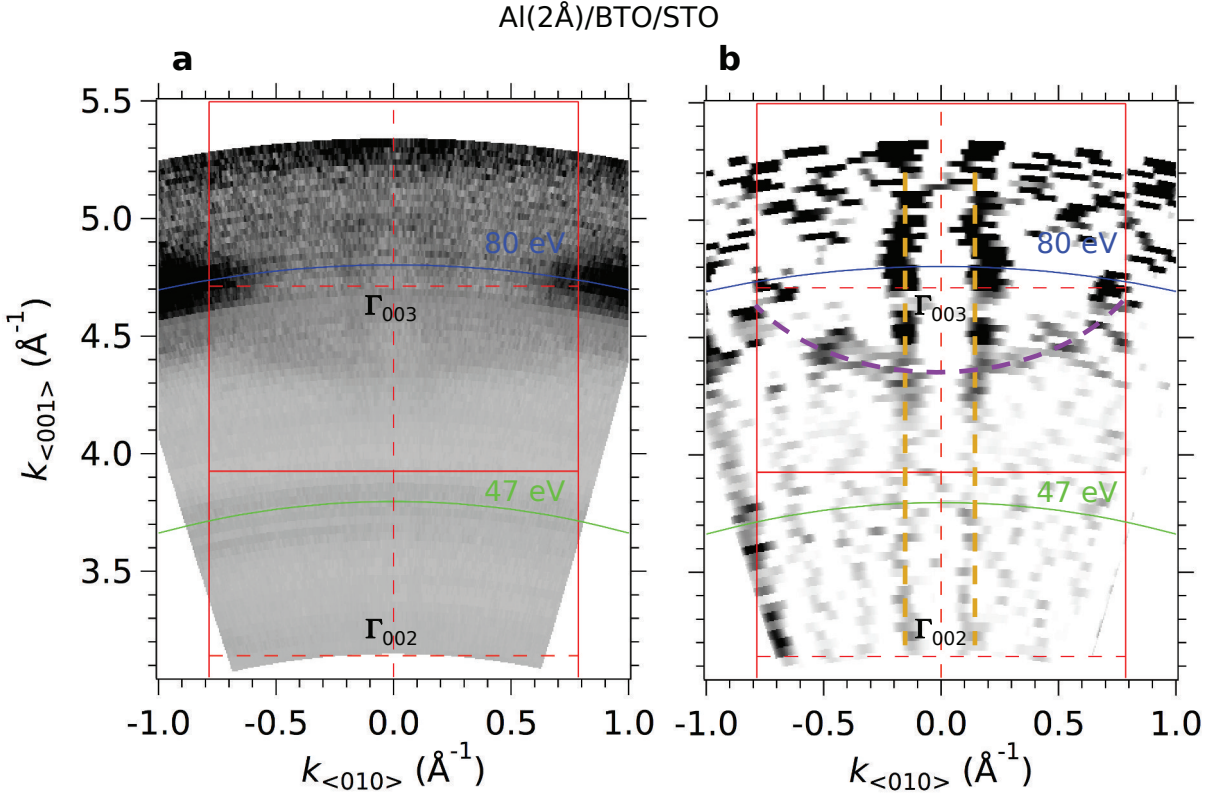 Al(2Å)/BTO/STO
a
b
5.5
5.0
4.5
4.0
3.5
k<001> (Å-1)
80 eV
Γ003
47 eV
Γ002
-1.0 -0.5 0.0 0.5 1.0
k<010> (Å-1)
80 eV
Γ003
47 eV
Γ002
-1.0 -0.5 0.0 0.5 1.0
k<010> (Å-1)